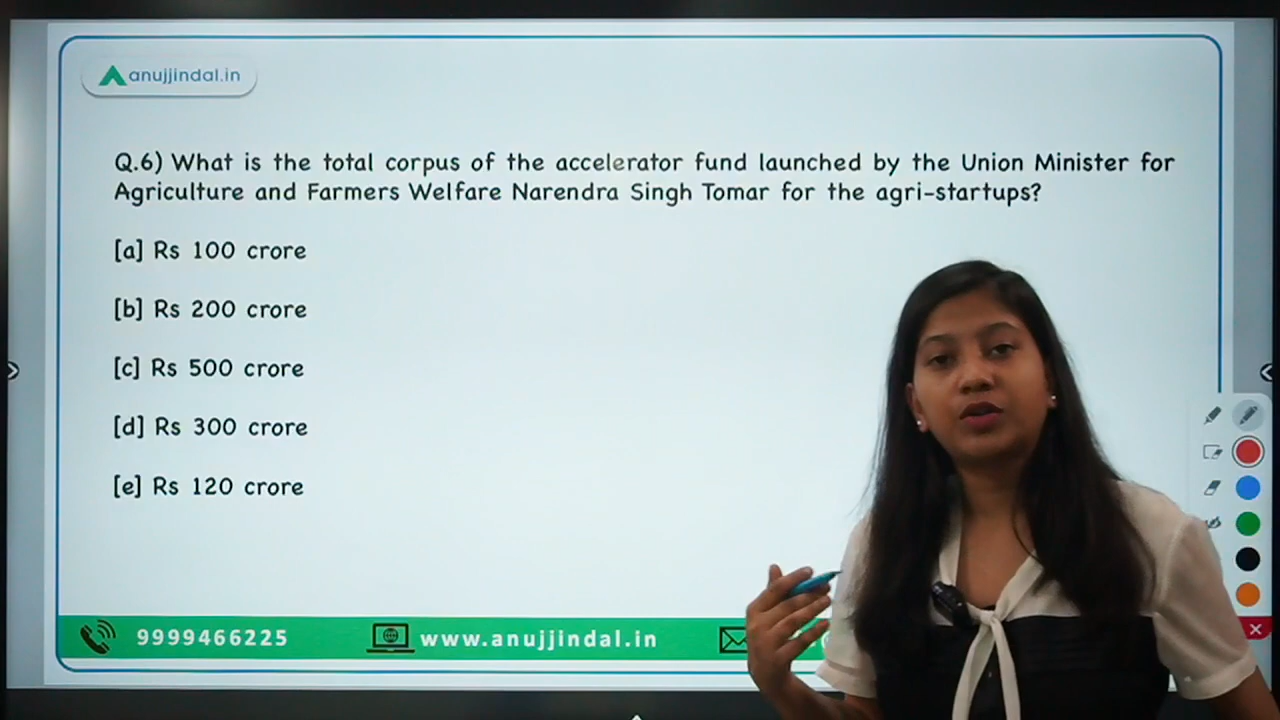 anujjindal.in
Q.6) What is the total corpus of the accelerator fund launched by the Union Minister for
Agriculture and Farmers Welfare Narendra Singh Tomar for the agri-startups?
[a] Rs 100 crore
[b] Rs 200 crore
[c] Rs 500 crore
[d] Rs 300 crore
[e] Rs 120 crore
9999466225
www.anujjindal.in